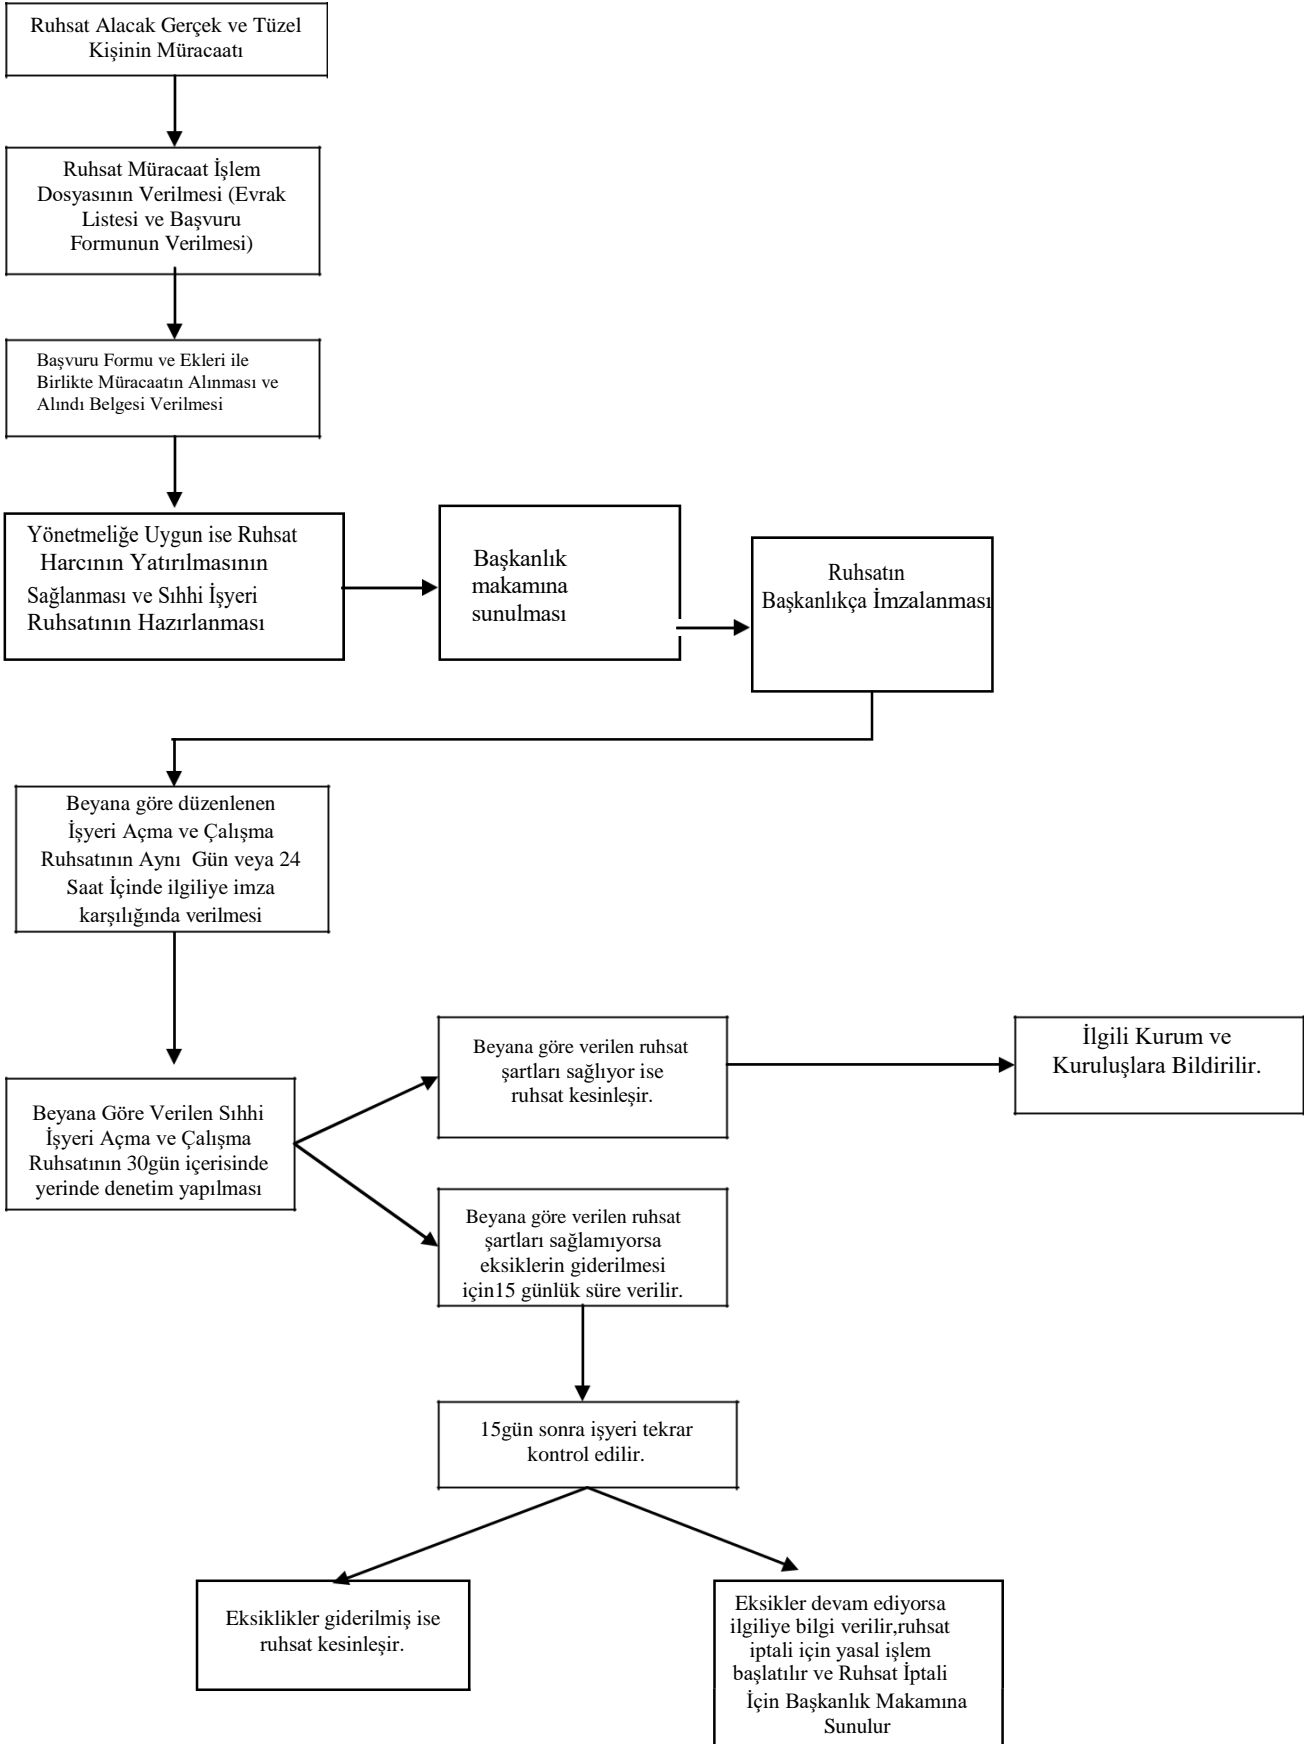 Ruhsat Alacak Gerçek ve Tüzel
Kişinin Müracaatı
Ruhsat Müracaat İşlem
Dosyasının Verilmesi (Evrak
Listesi ve Başvuru
Formunun Verilmesi)
Başvuru Formu ve Ekleri ile
Birlikte Müracaatın Alınması ve
Alındı Belgesi Verilmesi
Yönetmeliğe Uygun ise Ruhsat
Harcının Yatırılmasının
Sağlanması ve Sıhhi İşyeri
Ruhsatının Hazırlanması
Başkanlık
makamına
sunulması
Ruhsatın
Başkanlıkça İmzalanması
Beyana göre düzenlenen
İşyeri Açma ve Çalışma
Ruhsatının Aynı Gün veya 24
Saat İçinde ilgiliye imza
karşılığında verilmesi
Beyana Göre Verilen Sıhhi
İşyeri Açma ve Çalışma
Ruhsatının 30gün içerisinde
yerinde denetim yapılması
Beyana göre verilen ruhsat
şartları sağlıyor ise
ruhsat kesinleşir.
İlgili Kurum ve
Kuruluşlara Bildirilir.
Beyana göre verilen ruhsat
şartları sağlamıyorsa
eksiklerin giderilmesi
için15 günlük süre verilir.
15gün sonra işyeri tekrar
kontrol edilir.
Eksiklikler giderilmiş ise
ruhsat kesinleşir.
Eksikler devam ediyorsa
ilgiliye bilgi verilir,ruhsat
iptali için yasal işlem
başlatılır ve Ruhsat İptali
İçin Başkanlık Makamına
Sunulur